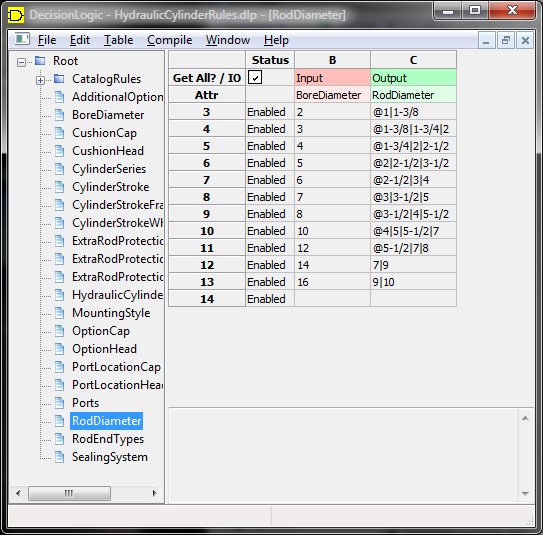 DecisionLogic - HydraulicCylinderRules.dlp - [RodDiameter]
File Edit Table Compile Window Help
Root
CatalogRules
AdditionalOption
BoreDiameter
CushionCap
CushionHead
CylinderSeries
CylinderStroke
CylinderStrokeFra
CylinderStrokeWh
ExtraRodProtectio
ExtraRodProtectio
ExtraRodProtectio
HydraulicCylinde
MountingStyle
OptionCap
OptionHead
PortLocationCap
PortLocationHead
Ports
RodDiameter
RodEndTypes
SealingSystem
Status B C
Get All? / IO Input Output
Attr BoreDiameter RodDiameter
3 Enabled 2 @1|1-3/8
4 Enabled 3 @1-3/8|1-3/4|2
5 Enabled 4 @1-3/4|2|2-1/2
6 Enabled 5 @2|2-1/2|3-1/2
7 Enabled 6 @2-1/2|3|4
8 Enabled 7 @3|3-1/2|5
9 Enabled 8 @3-1/2|4|5-1/2
10 Enabled 10 @4|5|5-1/2|7
11 Enabled 12 @5-1/2|7|8
12 Enabled 14 7|9
13 Enabled 16 9|10
14 Enabled